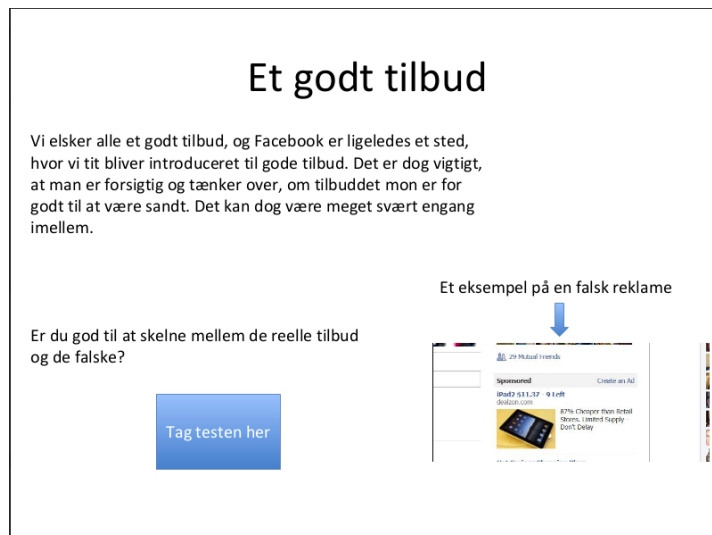 Et godt tilbud
Vi elsker alle et godt tilbud, og Facebook er ligeledes et sted,
hvor vi tit bliver introduceret til gode tilbud. Det er dog vigtigt,
at man er forsigtig og tænker over, om tilbuddet mon er for
godt til at være sandt. Det kan dog være meget svært engang
imellem.
Et eksempel på en falsk reklame
Er du god til at skelne mellem de reelle tilbud
og de falske?
Tag testen her
29 Mutual Friends
Sponsored Create an Ad
iPad2 $11.37 - 9 Left
dealzon.com
87% Cheaper than Retail
Stores. Limited Supply -
Don't Delay